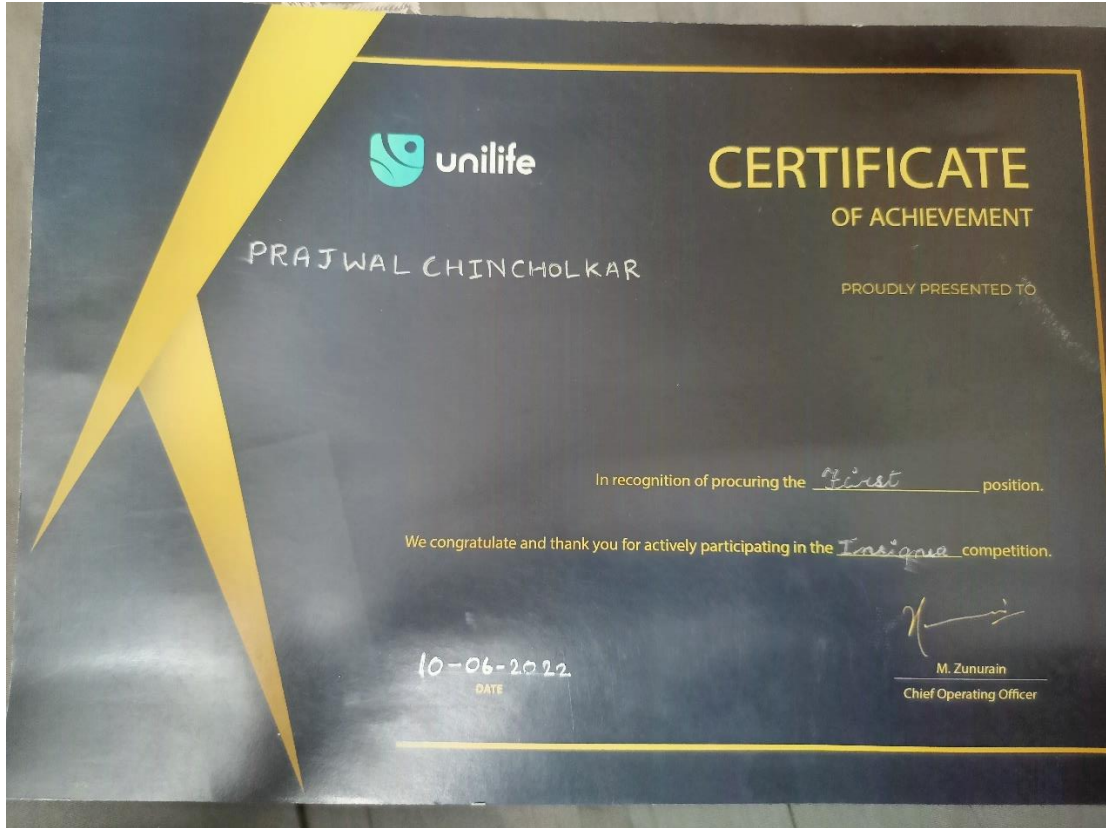 unilife
CERTIFICATE
OF ACHIEVEMENT
PROUDLY PRESENTED TO
PRAJWAL CHINCHOLKAR
In recognition of procuring the First position.
We congratulate and thank you for actively participating in the Insignea competition.
10-06-2022
DATE
M. Zunurain
Chief Operating Officer